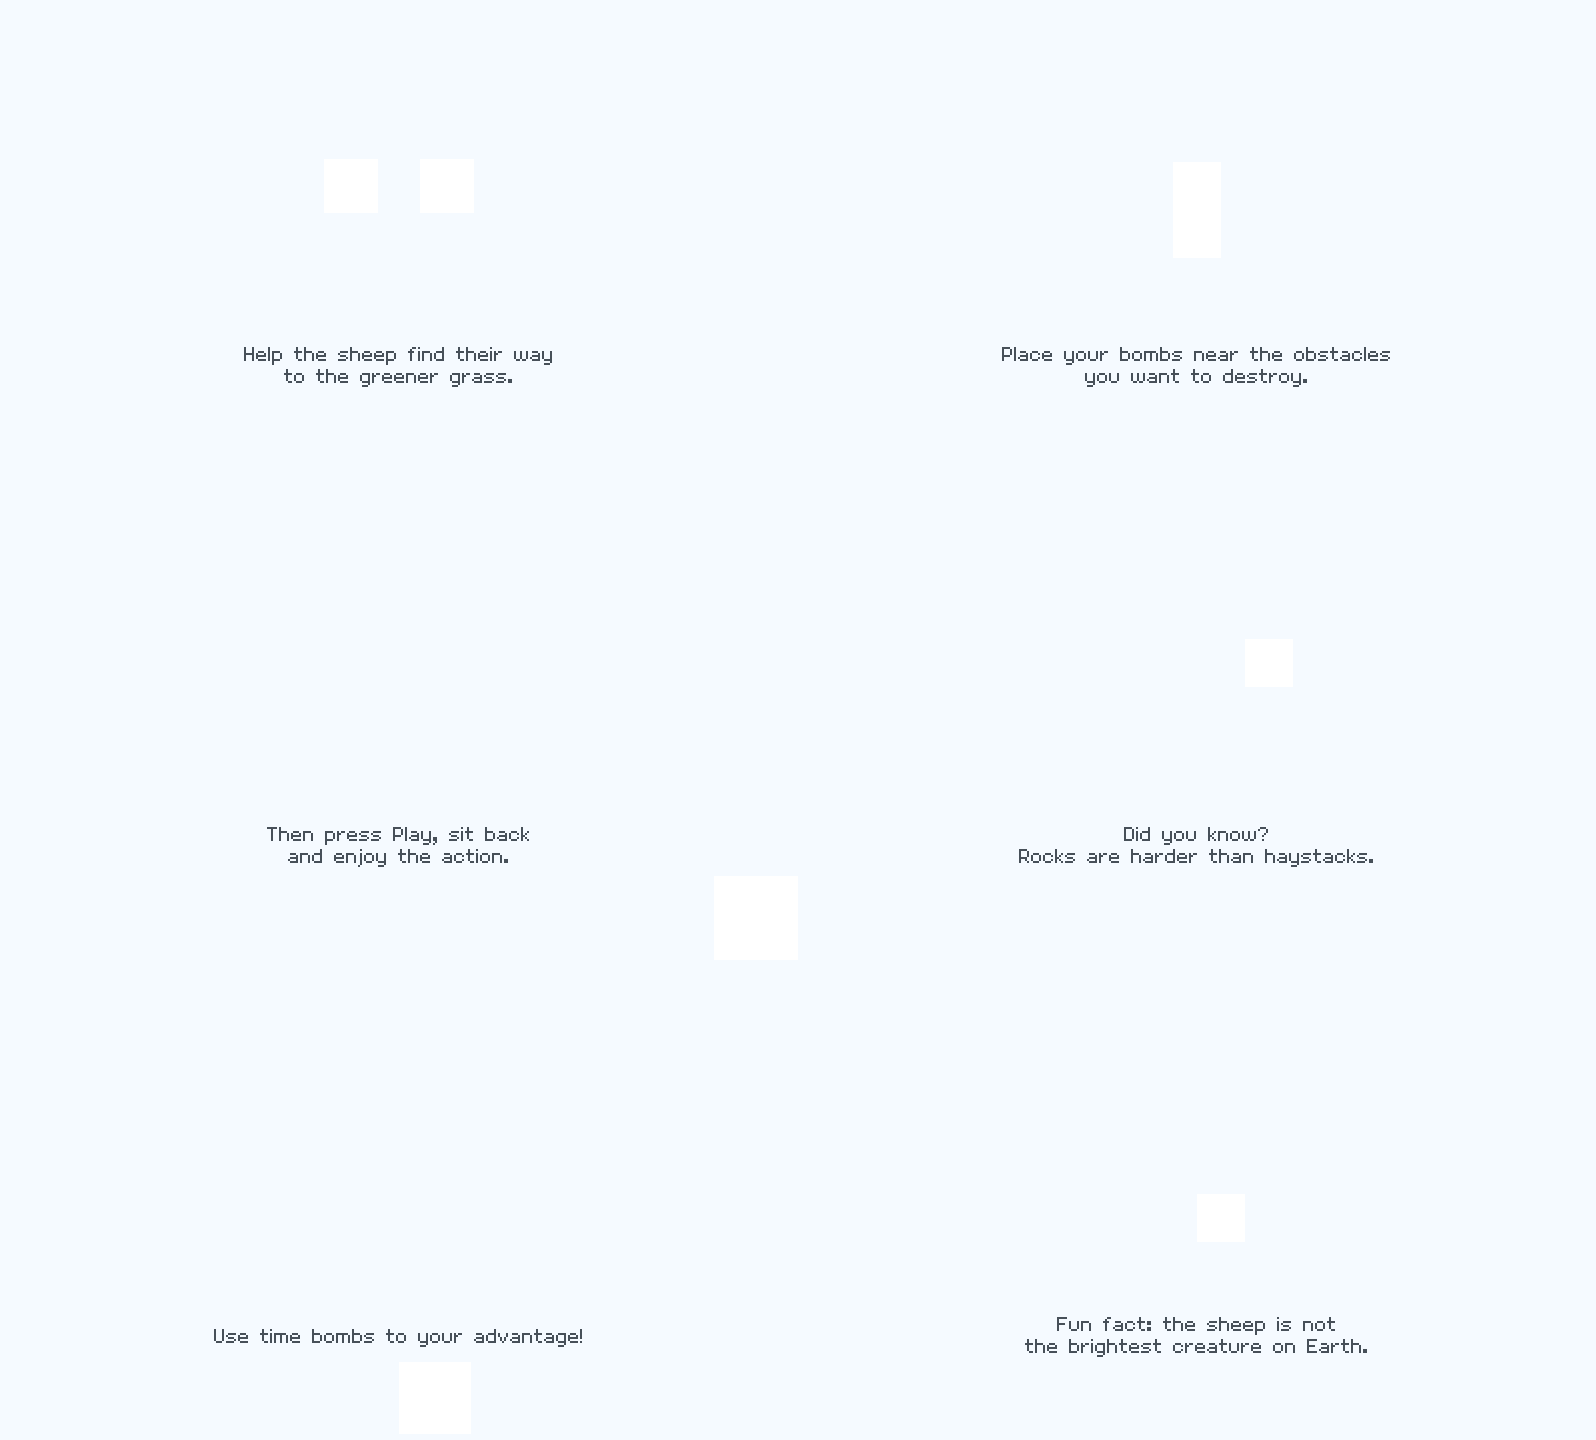 Help the sheep find their way
to the greener grass.
Place your bombs near the obstacles
you want to destroy.
Then press Play, sit back
and enjoy the action.
Did you know?
Rocks are harder than haystacks.
Use time bombs to your advantage!
Fun fact: the sheep is not
the brightest creature on Earth.